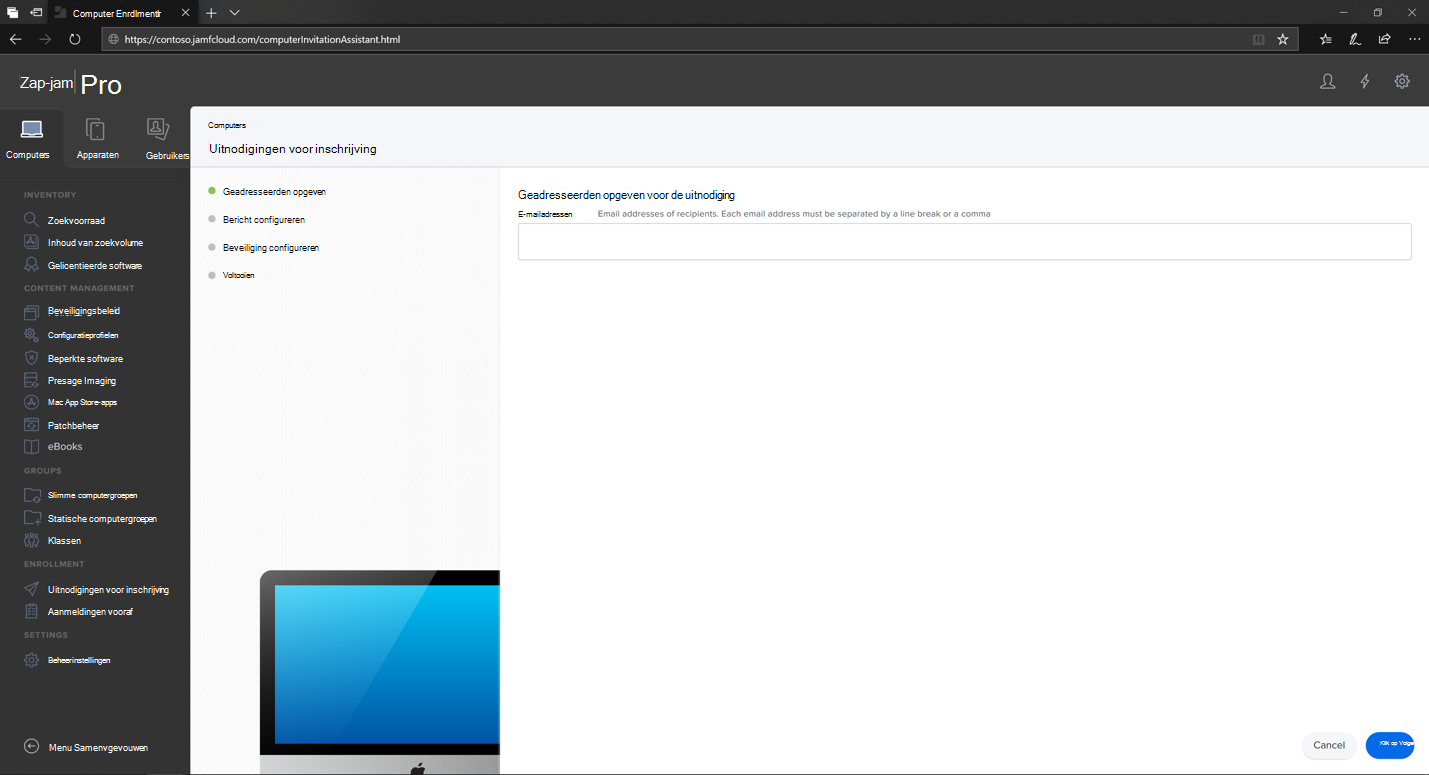 Computer Enrdlmentir
https://contoso.jamfcloud.com/computerInvitationAssistant.html
Zap-jam Pro
Computers
Apparaten
Gebruikers
Computers
Uitnodigingen voor inschrijving
INVENTORY
Zoekvoorraad
Inhoud van zoekvolume
Gelicentieerde software
CONTENT MANAGEMENT
Beveiligingsbeleid
Configuratieprofielen
Beperkte software
Presage Imaging
Mac App Store-apps
Patchbeheer
eBooks
GROUPS
Slimme computergroepen
Statische computergroepen
Klassen
ENROLLMENT
Uitnodigingen voor inschrijving
Aanmeldingen vooraf
SETTINGS
Beheerinstellingen
Menu Samenvgevouwen
Geadresseerden opgeven
Bericht configureren
Beveiliging configureren
Voltooien
Geadresseerden opgeven voor de uitnodiging
E-mailadressen
Email addresses of recipients. Each email address must be separated by a line break or a comma
Cancel
Klik op Volge